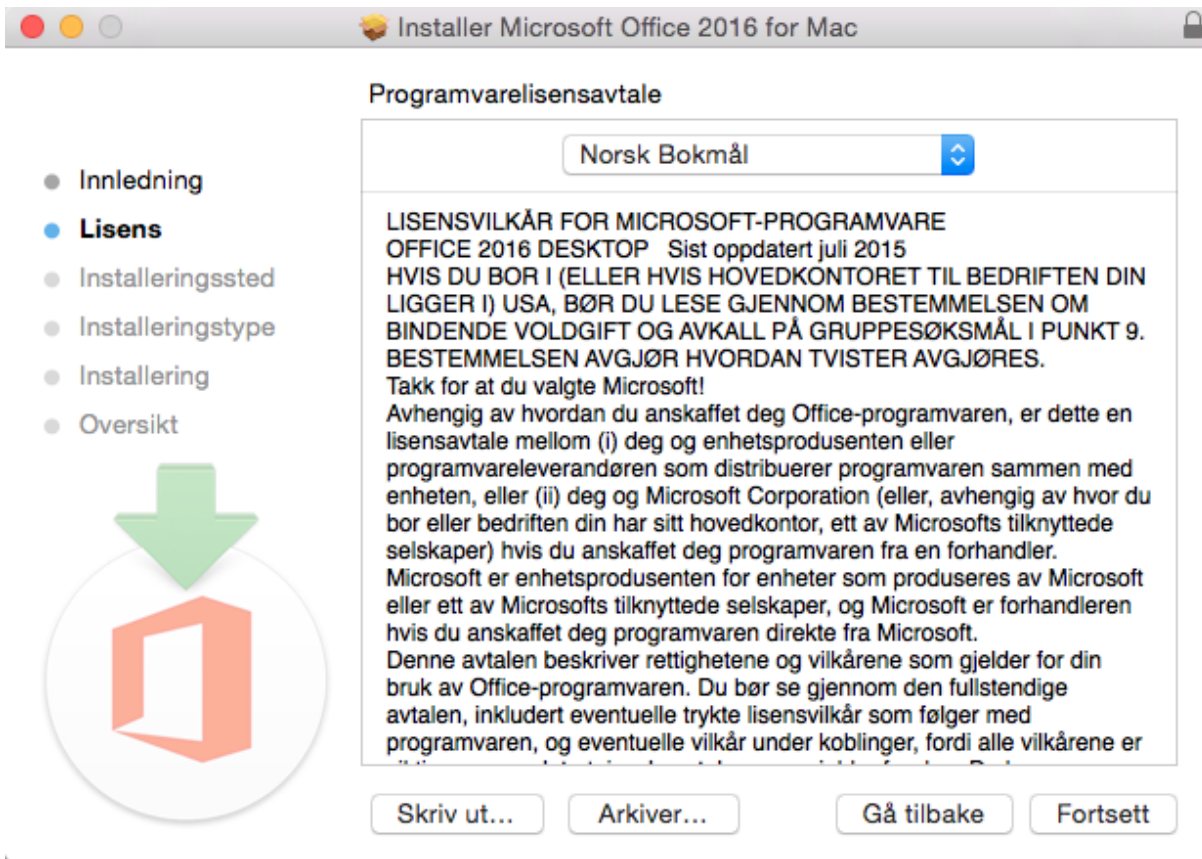 Installer Microsoft Office 2016 for Mac
Programvarelisensavtale
Norsk Bokmål
Innledning
Lisens
Installeringssted
Installeringstype
Installering
Oversikt
LISENSVILKÅR FOR MICROSOFT-PROGRAMVARE
OFFICE 2016 DESKTOP   Sist oppdatert juli 2015
HVIS DU BOR I (ELLER HVIS HOVEDKONTORET TIL BEDRIFTEN DIN
LIGGER I) USA, BØR DU LESE GJENNOM BESTEMMELSEN OM
BINDENDE VOLDGIFT OG AVKALL PÅ GRUPPESØKSMÅL I PUNKT 9.
BESTEMMELSEN AVGJØR HVORDAN TVISTER AVGJØRES.
Takk for at du valgte Microsoft!
Avhengig av hvordan du anskaffet deg Office-programvaren, er dette en
lisensavtale mellom (i) deg og enhetsprodusenten eller
programvareleverandøren som distribuerer programvaren sammen med
enheten, eller (ii) deg og Microsoft Corporation (eller, avhengig av hvor du
bor eller bedriften din har sitt hovedkontor, ett av Microsofts tilknyttede
selskaper) hvis du anskaffet deg programvaren fra en forhandler.
Microsoft er enhetsprodusenten for enheter som produseres av Microsoft
eller ett av Microsofts tilknyttede selskaper, og Microsoft er forhandleren
hvis du anskaffet deg programvaren direkte fra Microsoft.
Denne avtalen beskriver rettighetene og vilkårene som gjelder for din
bruk av Office-programvaren. Du bør se gjennom den fullstendige
avtalen, inkludert eventuelle trykte lisensvilkår som følger med
programvaren, og eventuelle vilkår under koblinger, fordi alle vilkårene er
Skriv ut...
Arkiver...
Gå tilbake
Fortsett